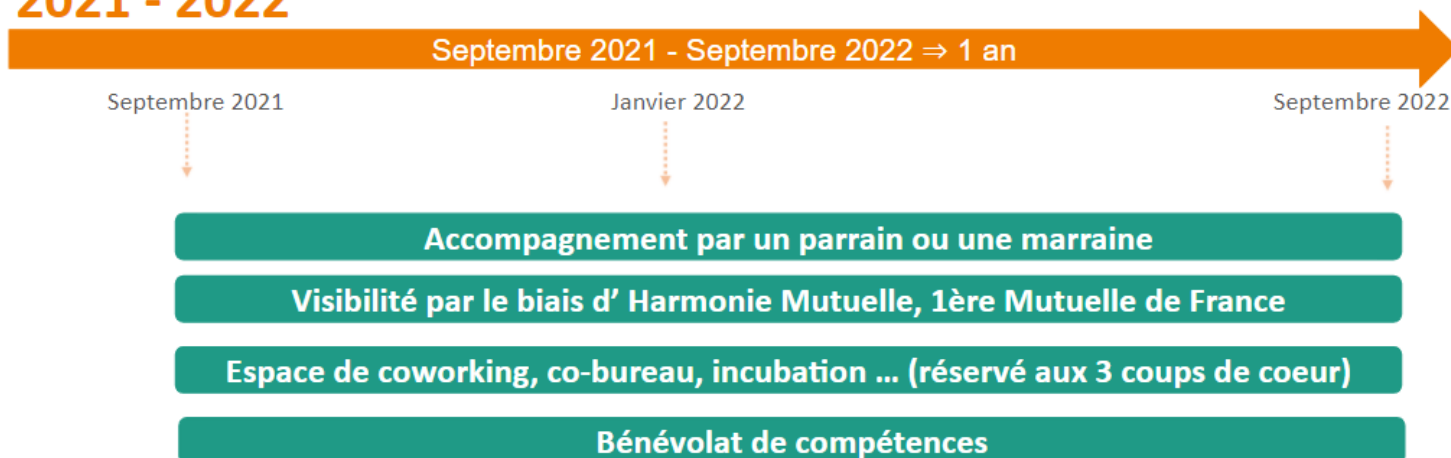 2021 - 2022
Septembre 2021 - Septembre 2022 ⇒ 1 an
Septembre 2021
Janvier 2022
Septembre 2022
Accompagnement par un parrain ou une marraine
Visibilité par le biais d’ Harmonie Mutuelle, 1ère Mutuelle de France
Espace de coworking, co-bureau, incubation ... (réservé aux 3 coups de coeur)
Bénévolat de compétences